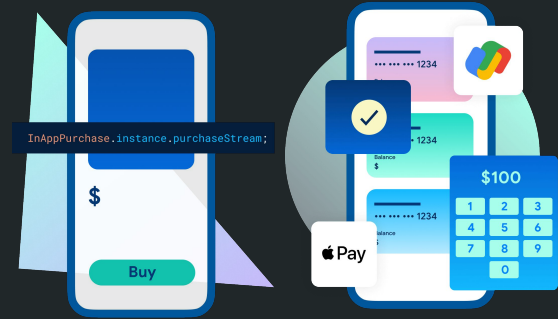 InAppPurchase.instance.purchaseStream;
$
Buy
•••• ••• ••• 1234
•••• ••• ••• 1234
Balance
$
•••• ••• ••• 1234
Balance
Pay
$100
1 2 3
4 5 6
7 8 9
0